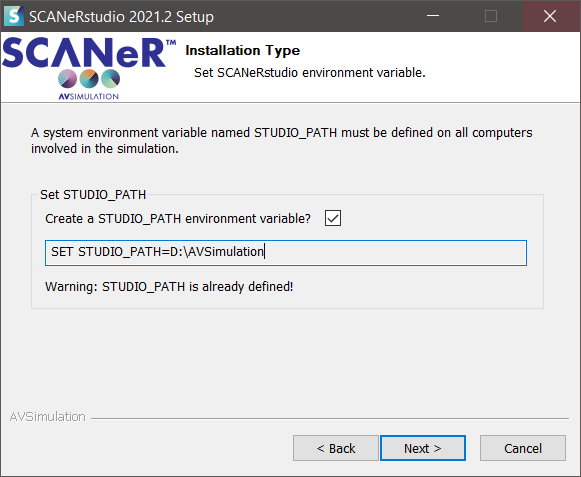 SCANeRstudio 2021.2 Setup
SCANeR™
AVSIMULATION
Installation Type
Set SCANeRstudio environment variable.
A system environment variable named STUDIO_PATH must be defined on all computers
involved in the simulation.
Set STUDIO_PATH
Create a STUDIO_PATH environment variable?
SET STUDIO_PATH=D:\AVSimulation
Warning: STUDIO_PATH is already defined!
AVSimulation
< Back
Next >
Cancel